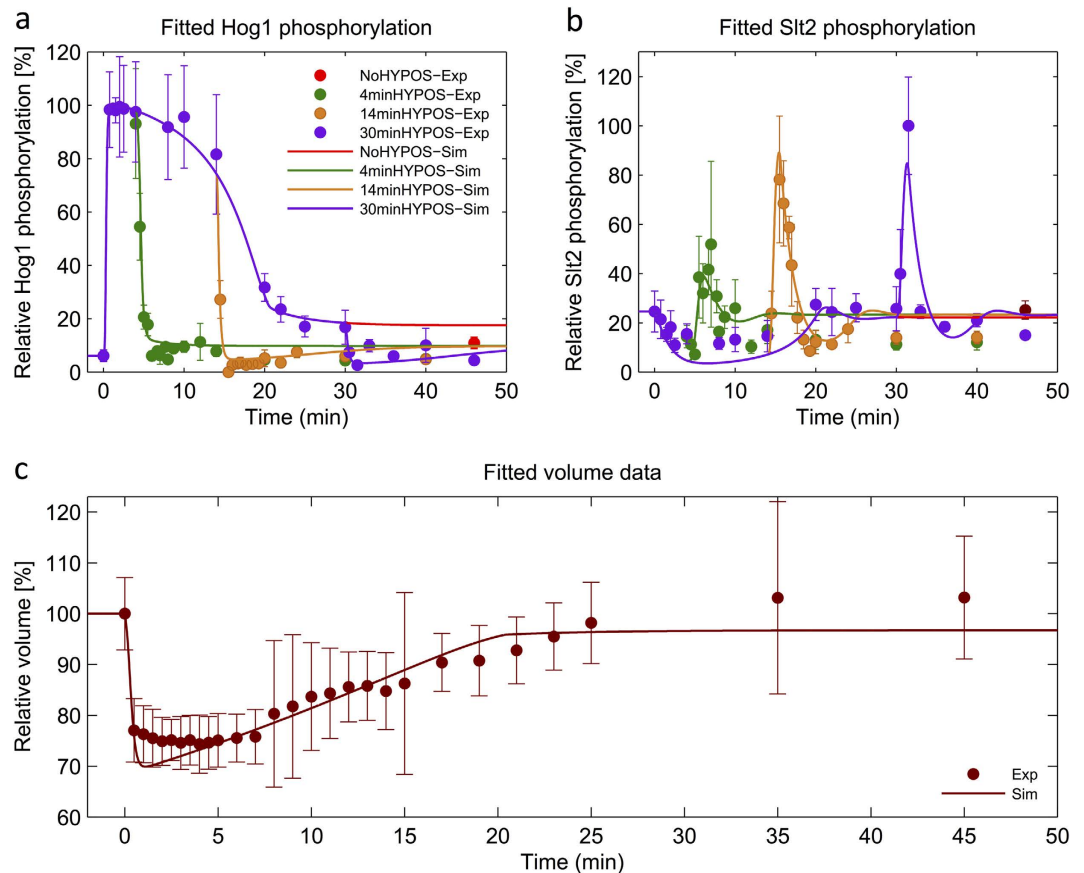 a
Fitted Hog1 phosphorylation
Relative Hog1 phosphorylation [%]
120
100
80
60
40
20
0
NoHYPOS−Exp
4minHYPOS−Exp
14minHYPOS−Exp
30minHYPOS−Exp
NoHYPOS−Sim
4minHYPOS−Sim
14minHYPOS−Sim
30minHYPOS−Sim
0 10 20 30 40 50
Time (min)
b
Fitted Slt2 phosphorylation
Relative Slt2 phosphorylation [%]
120
100
80
60
40
20
0
0 10 20 30 40 50
Time (min)
c
Fitted volume data
Relative volume [%]
120
110
100
90
80
70
60
Exp
Sim
0 5 10 15 20 25 30 35 40 45 50
Time (min)